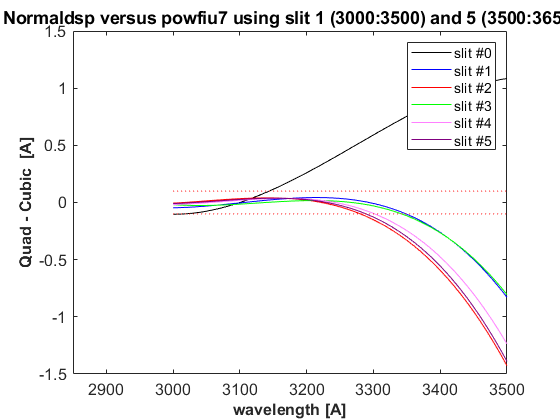 Normaldsp versus powfiu7 using slit 1 (3000:3500) and 5 (3500:365
1.5
1
0.5
0
-0.5
-1
-1.5
Quad - Cubic [A]
slit #0
slit #1
slit #2
slit #3
slit #4
slit #5
2900 3000 3100 3200 3300 3400 3500
wavelength [A]